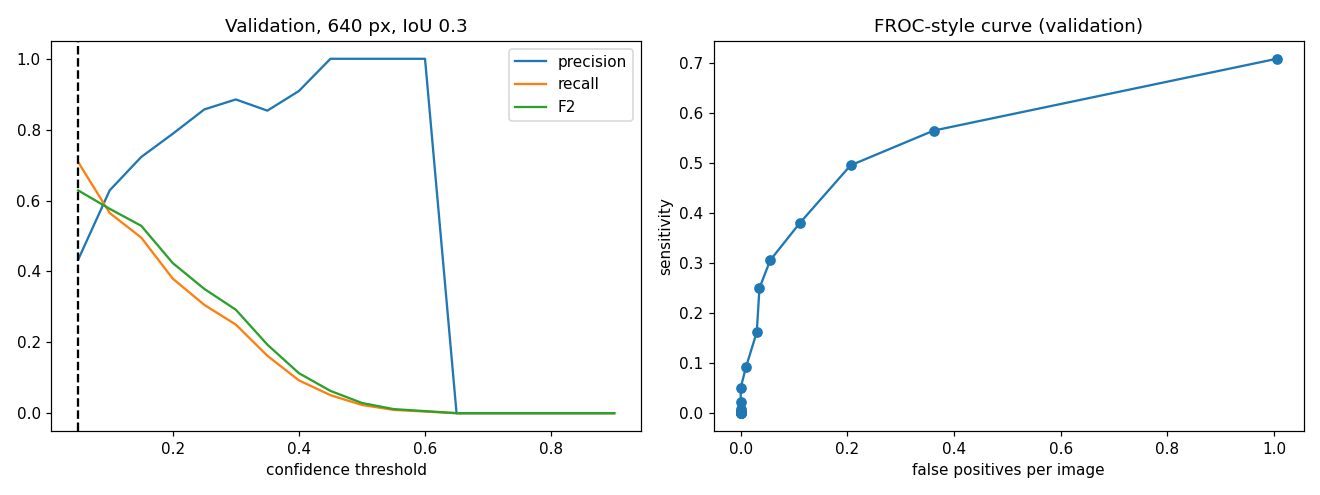 Validation, 640 px, IoU 0.3
1.0
0.8
0.6
0.4
0.2
0.0
0.2 0.4 0.6 0.8
confidence threshold
precision
recall
F2
FROC-style curve (validation)
sensitivity
0.7
0.6
0.5
0.4
0.3
0.2
0.1
0.0
0.0 0.2 0.4 0.6 0.8 1.0
false positives per image